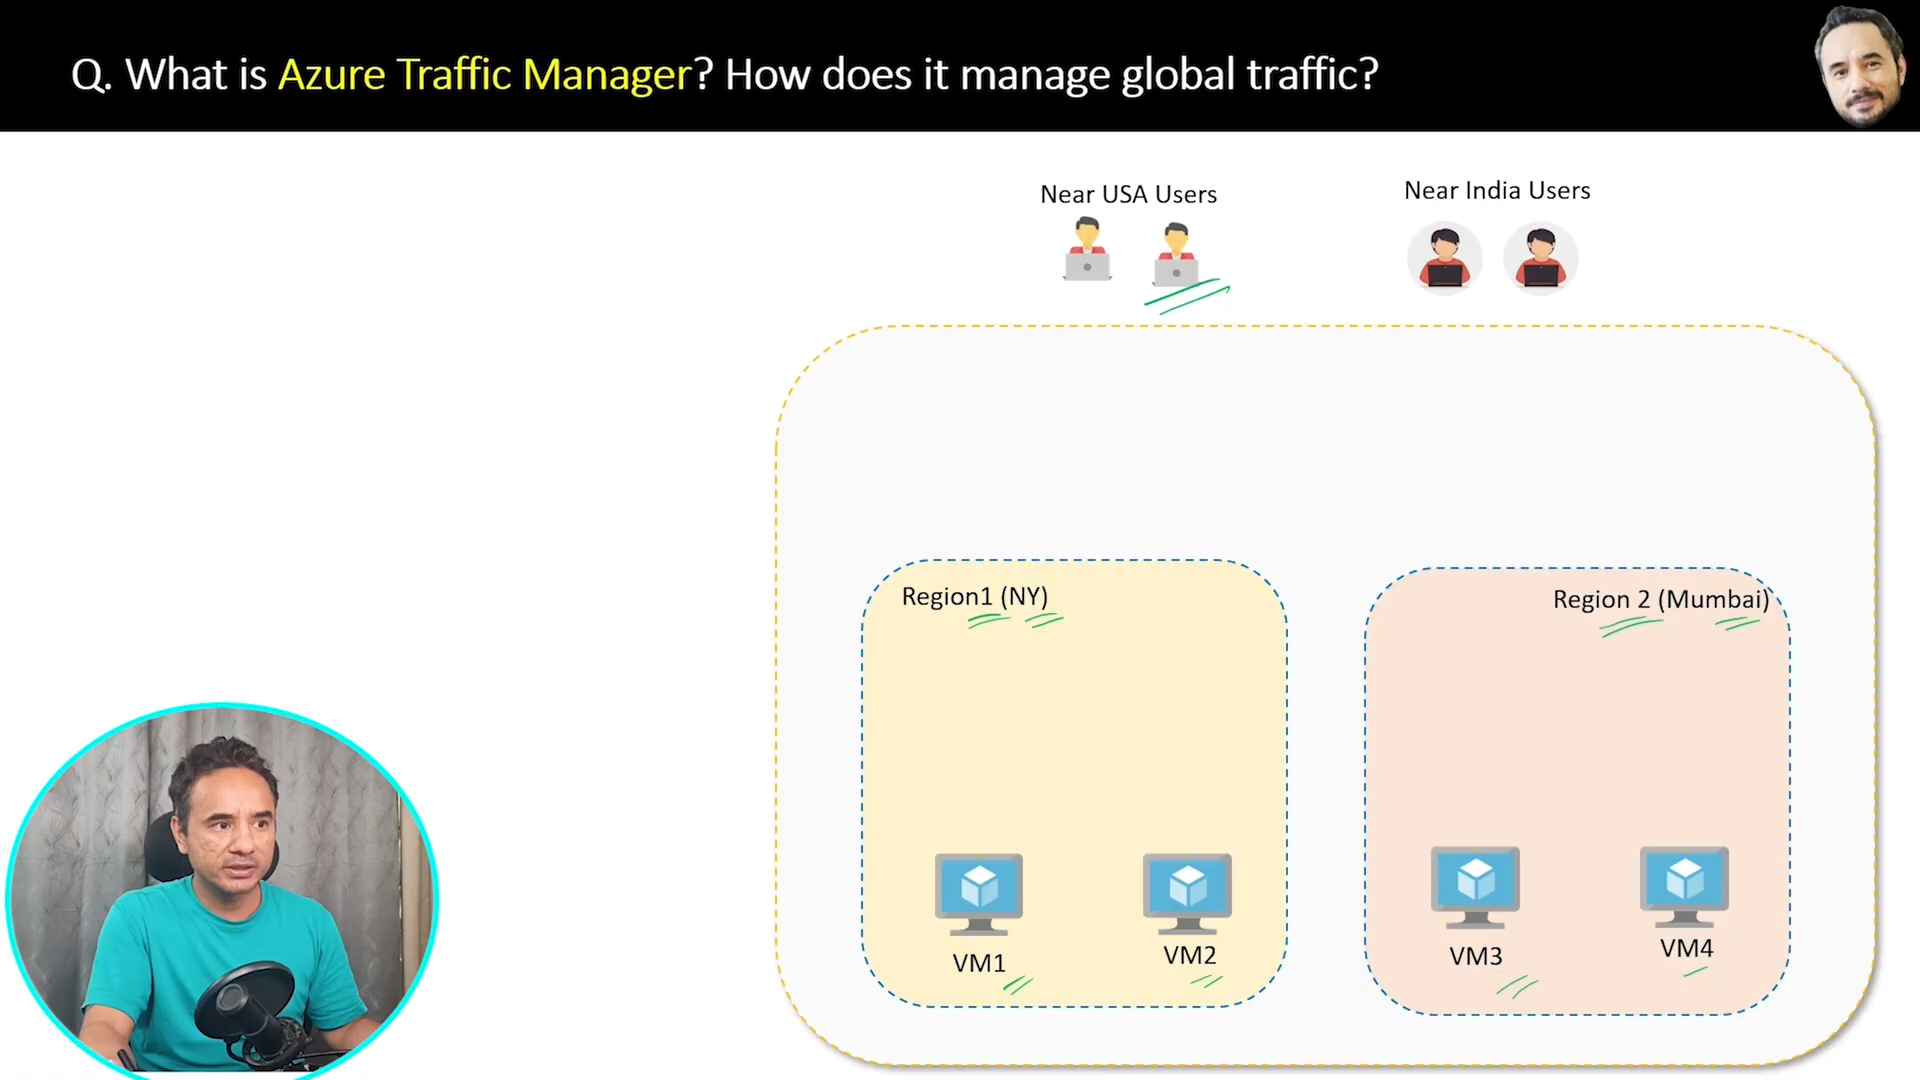 Q. What is Azure Traffic Manager? How does it manage global traffic?
Near USA Users
Near India Users
Region1 (NY)
Region 2 (Mumbai)
VM1
VM2
VM3
VM4